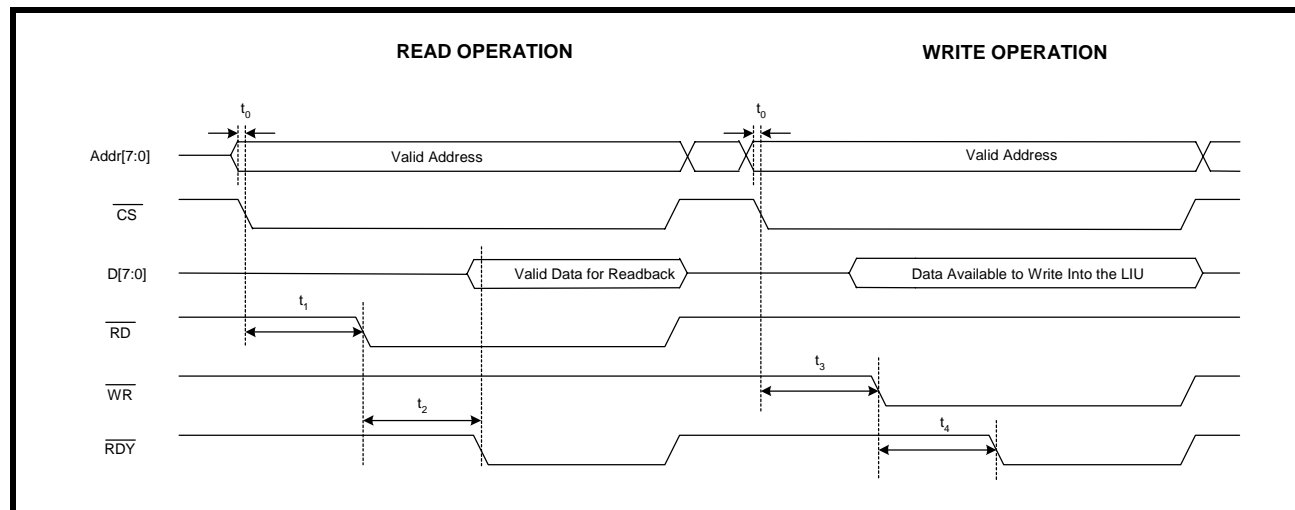 READ OPERATION WRITE OPERATION
t0 t0
Addr[7:0] Valid Address Valid Address
CS
D[7:0] Valid Data for Readback Data Available to Write Into the LIU
t1
RD
t3
WR
t2
t4
RDY